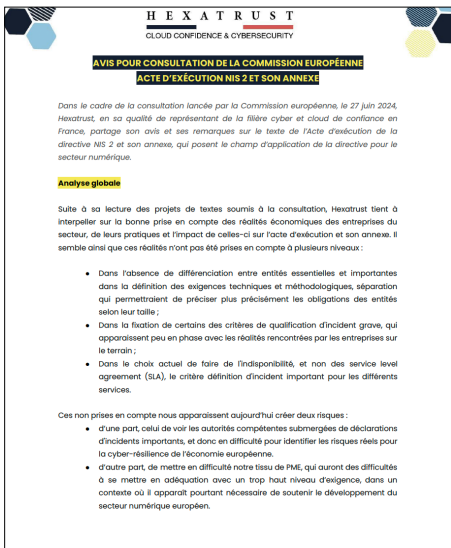 HEXATRUST
CLOUD CONFIDENCE & CYBERSECURITY
AVIS POUR CONSULTATION DE LA COMMISSION EUROPÉENNE
ACTE D'EXÉCUTION NIS 2 ET SON ANNEXE
Dans le cadre de la consultation lancée par la Commission européenne, le 27 juin 2024,
Hexatrust, en sa qualité de représentant de la filière cyber et cloud de confiance en
France, partage son avis et ses remarques sur le texte de l'Acte d'exécution de la
directive NIS 2 et son annexe, qui posent le champ d'application de la directive pour le
secteur numérique.
Analyse globale
Suite à sa lecture des projets de textes soumis à la consultation, Hexatrust tient à
interpeller sur la bonne prise en compte des réalités économiques des entreprises du
secteur, de leurs pratiques et l'impact de celles-ci sur l'acte d'exécution et son annexe. Il
semble ainsi que ces réalités n'ont pas été prises en compte à plusieurs niveaux :
● Dans l'absence de différenciation entre entités essentielles et importantes
dans la définition des exigences techniques et méthodologiques, séparation
qui permettraient de préciser plus précisément les obligations des entités
selon leur taille ;
● Dans la fixation de certains des critères de qualification d'incident grave, qui
apparaissent peu en phase avec les réalités rencontrées par les entreprises sur
le terrain ;
● Dans le choix actuel de faire de l'indisponibilité, et non des service level
agreement (SLA), le critère définition d'incident important pour les différents
services.
Ces non prises en compte nous apparaissent aujourd'hui créer deux risques :
● d'une part, celui de voir les autorités compétentes submergées de déclarations
d'incidents importants, et donc en difficulté pour identifier les risques réels pour
la cyber-résilience de l'économie européenne.
● d'autre part, de mettre en difficulté notre tissu de PME, qui auront des difficultés
à se mettre en adéquation avec un trop haut niveau d'exigence, dans un
contexte où il apparaît pourtant nécessaire de soutenir le développement du
secteur numérique européen.